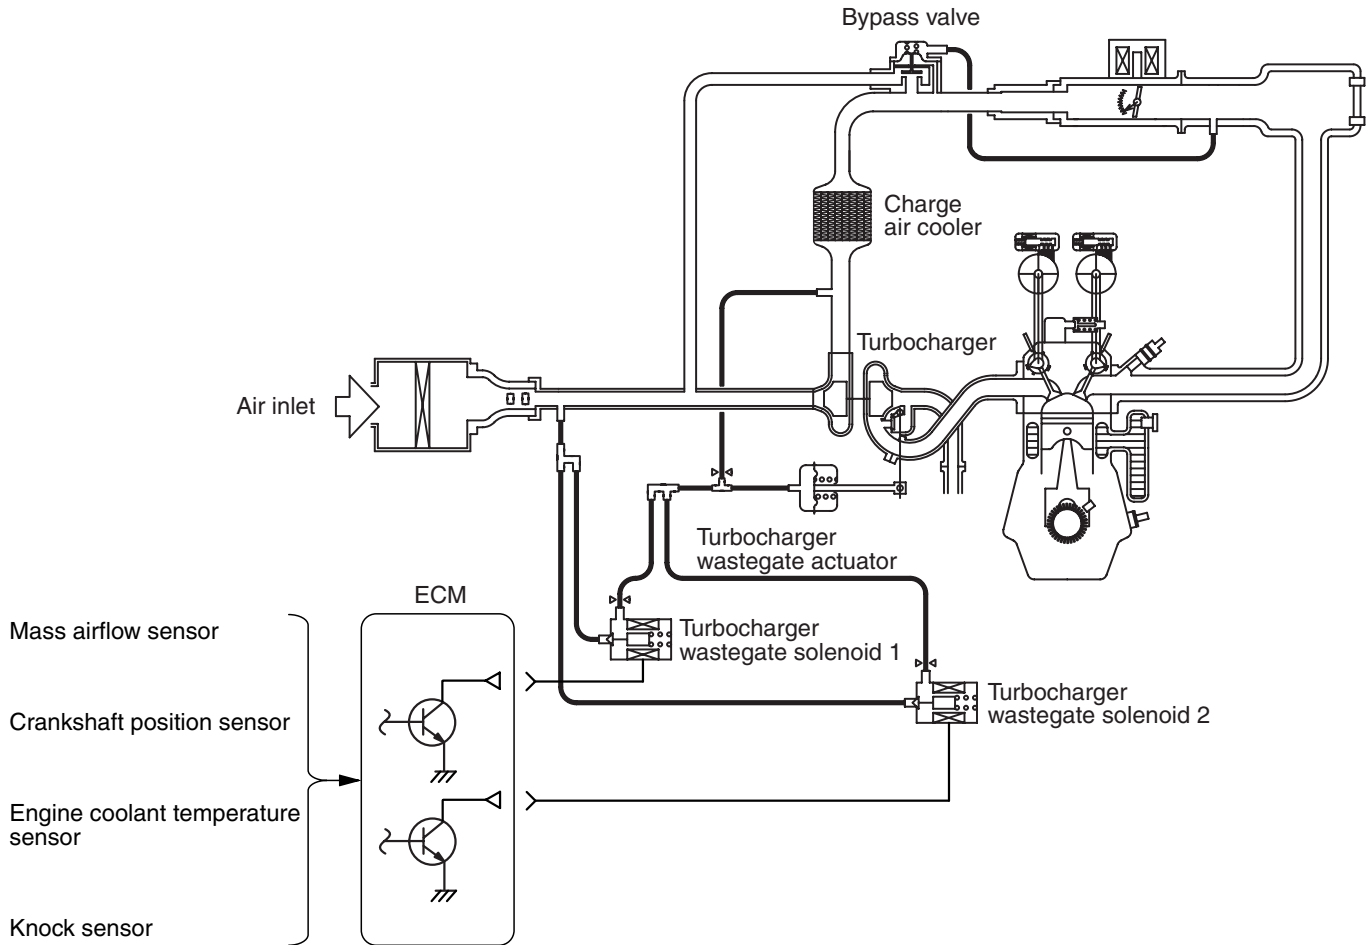 Bypass valve
Charge
air cooler
Turbocharger
Air inlet
Turbocharger
wastegate actuator
ECM
Mass airflow sensor
Turbocharger
wastegate solenoid 1
Turbocharger
wastegate solenoid 2
Crankshaft position sensor
Engine coolant temperature
sensor
Knock sensor